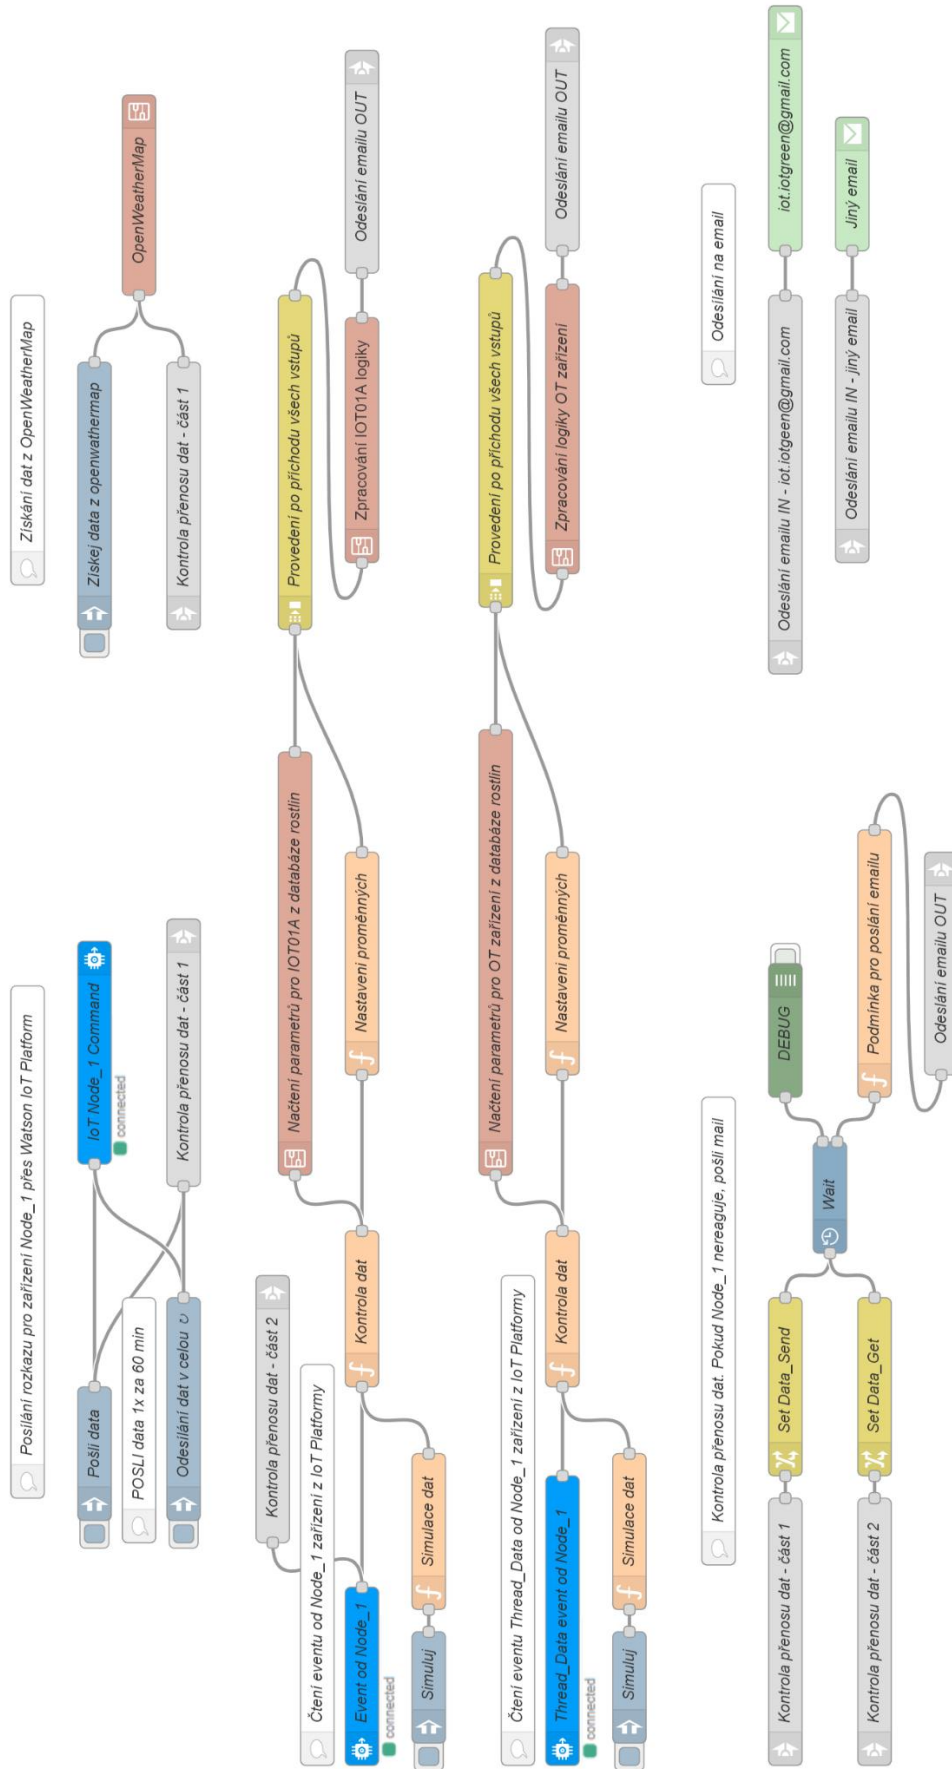 Posílání rozkazu pro zařízení Node_1 přes Watson IoT Platform
Pošli data
IoT Node_1 Command
connected
POSLI data 1x za 60 min
Odesílání dat v celou ↻
Kontrola přenosu dat - část 1
Získání dat z OpenWeatherMap
Získej data z openwathermap
OpenWeatherMap
Kontrola přenosu dat - část 1
Kontrola přenosu dat - část 2
Čtení eventu od Node_1 zařízení z IoT Platformy
Event od Node_1
connected
Simuluj
Simulace dat
Kontrola dat
Načtení parametrů pro IOT01A z databáze rostlin
Nastavení proměnných
Provedení po příchodu všech vstupů
Zpracování IOT01A logiky
Odeslání emailu OUT
Čtení eventu Thread_Data od Node_1 zařízení z IoT Platformy
Thread_Data event od Node_1
connected
Simuluj
Simulace dat
Kontrola dat
Načtení parametrů pro OT zařízení z databáze rostlin
Nastavení proměnných
Provedení po příchodu všech vstupů
Zpracování logiky OT zařízení
Odeslání emailu OUT
Kontrola přenosu dat. Pokud Node_1 nereaguje, pošli mail
Kontrola přenosu dat - část 1
Set Data_Send
Kontrola přenosu dat - část 2
Set Data_Get
Wait
DEBUG
Podmínka pro poslání emailu
Odeslání emailu OUT
Odesílání na email
Odeslání emailu IN - iot.iotgeen@gmail.com
iot.iotgreen@gmail.com
Odeslání emailu IN - jiný email
Jiný email